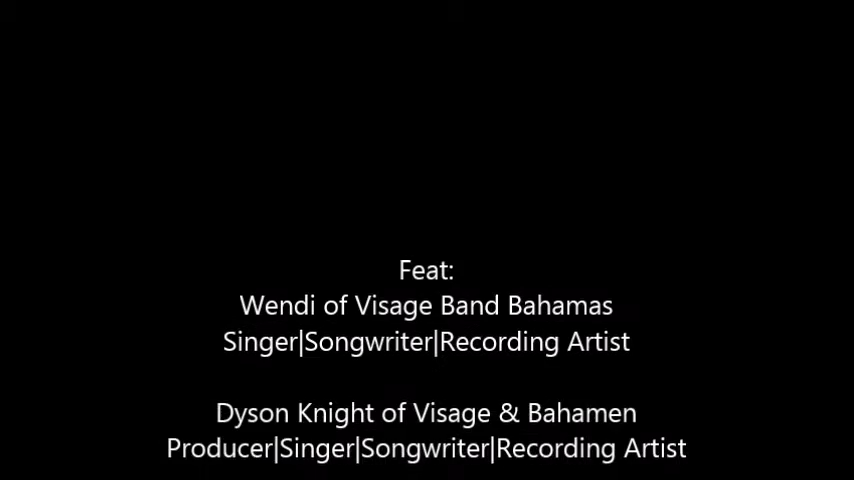 Feat:
Wendi of Visage Band Bahamas
Singer|Songwriter|Recording Artist
Dyson Knight of Visage & Bahamen
Producer|Singer|Songwriter|Recording Artist